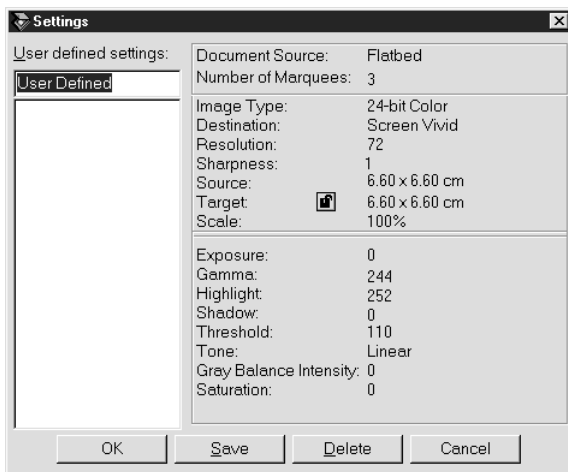 Settings
User defined settings:
User Defined
Document Source: Flatbed
Number of Marquees: 3
Image Type: 24-bit Color
Destination: Screen Vivid
Resolution: 72
Sharpness: 1
Source: 6.60 x 6.60 cm
Target: 6.60 x 6.60 cm
Scale: 100%
Exposure: 0
Gamma: 244
Highlight: 252
Shadow: 0
Threshold: 110
Tone: Linear
Gray Balance Intensity: 0
Saturation: 0
OK Save Delete Cancel